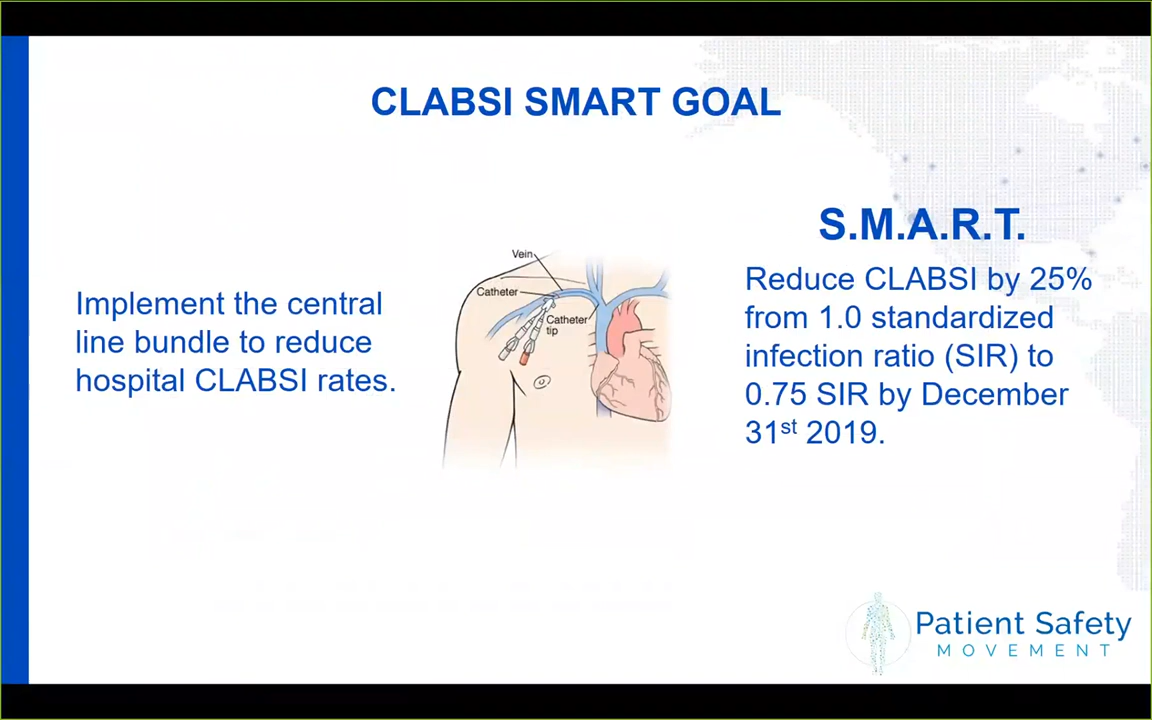 CLABSI SMART GOAL
Implement the central
line bundle to reduce
hospital CLABSI rates.
Vein
Catheter
Catheter
tip
S.M.A.R.T.
Reduce CLABSI by 25%
from 1.0 standardized
infection ratio (SIR) to
0.75 SIR by December
31st 2019.
Patient Safety
MOVEMENT